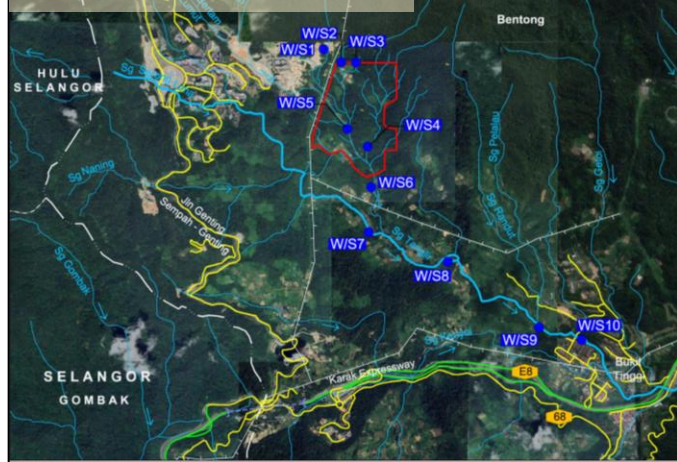 Bentong
W/S2
W/S1
W/S3
HULU
SELANGOR
W/S5
W/S4
Sg Pelalau
Sg Naning
W/S6
Jln Genting
Sempah - Genting
W/S7
Sg Gombak
W/S8
W/S9
W/S10
SELANGOR
GOMBAK
Karak Expressway
E8
Bukit
Tinggi
68